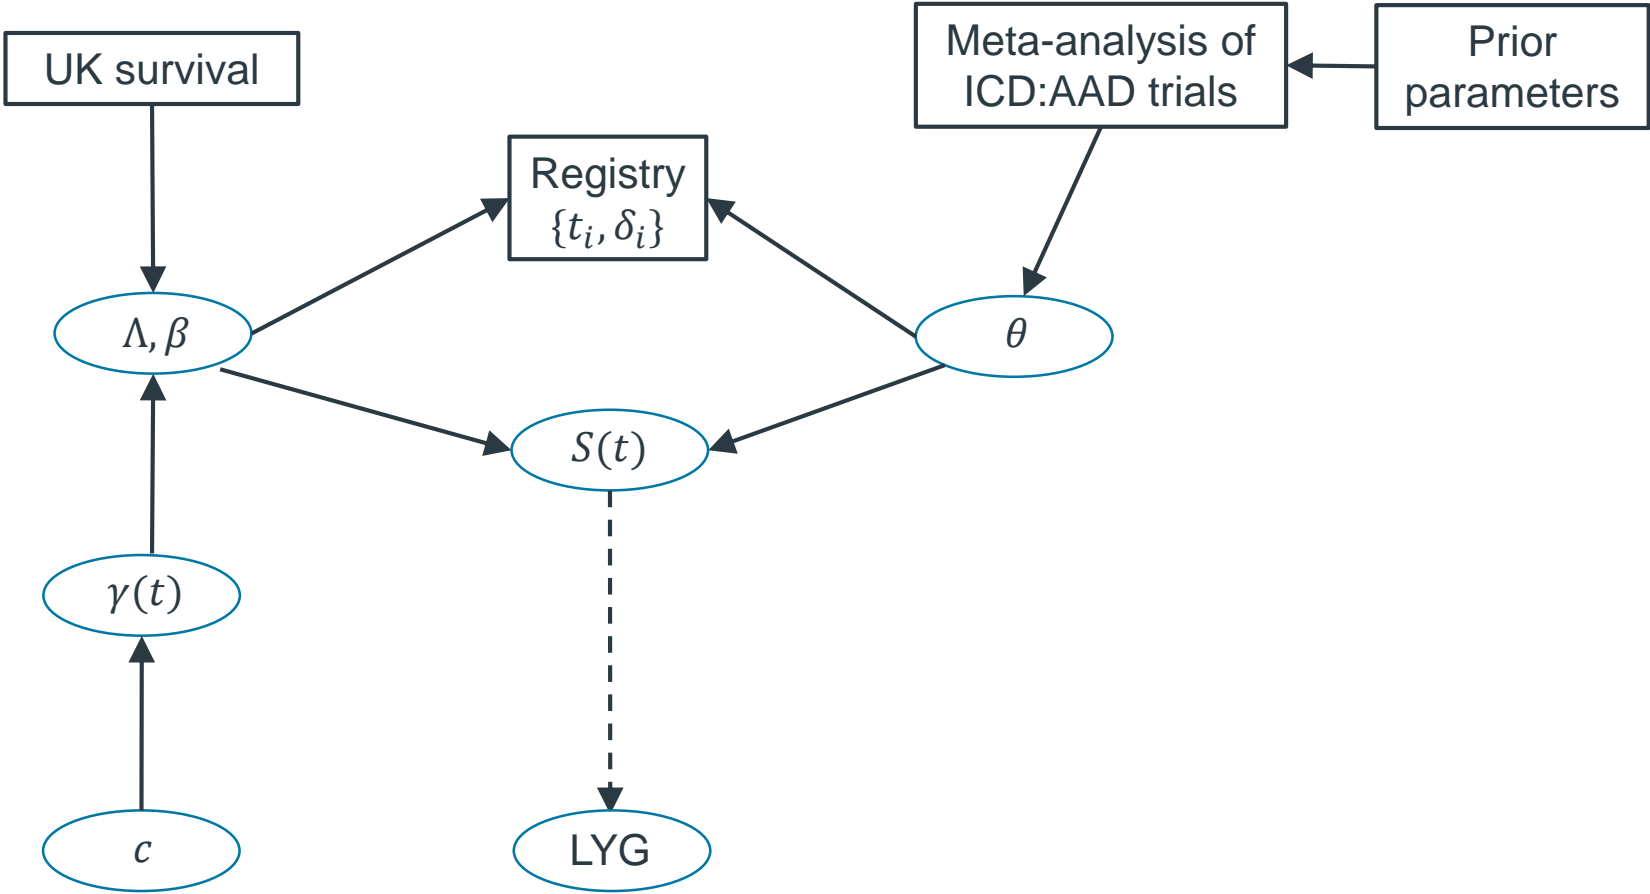 UK survival
Meta-analysis of
ICD:AAD trials
Prior
parameters
Registry
{tᵢ, δᵢ}
Λ, β
θ
S(t)
γ(t)
c
LYG